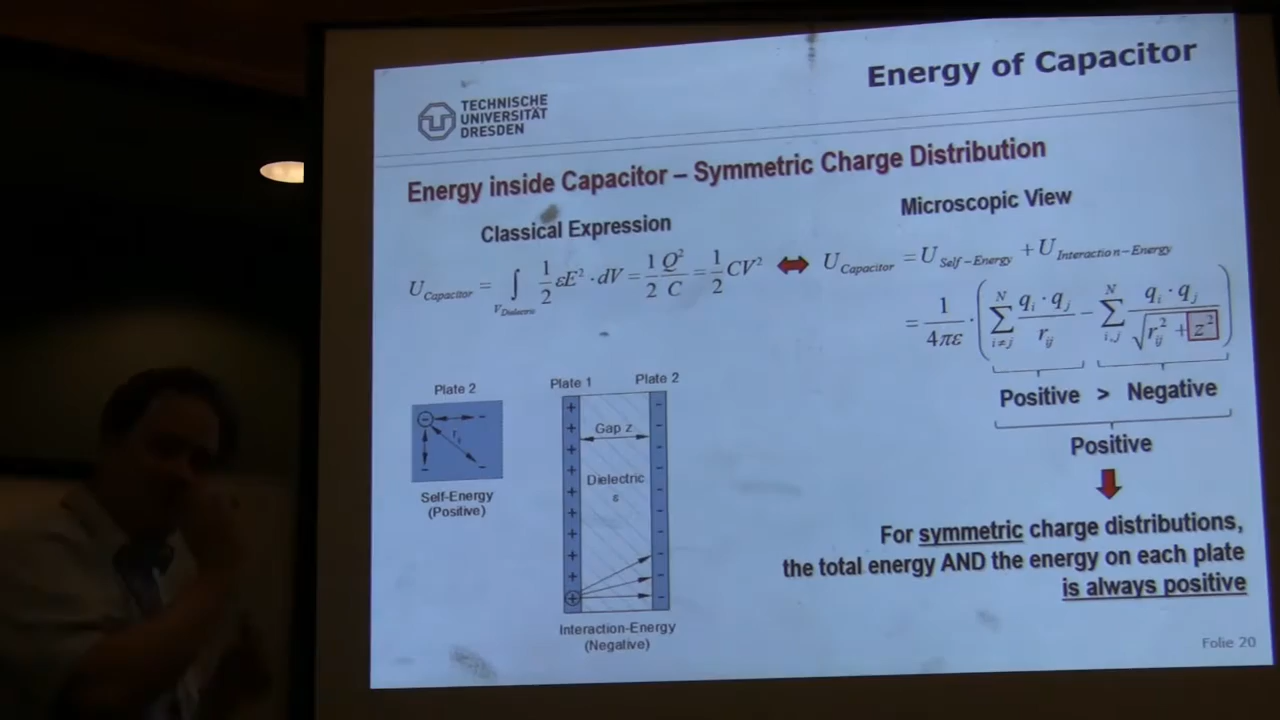 Energy of Capacitor
TECHNISCHE
UNIVERSITÄT
DRESDEN
Energy inside Capacitor – Symmetric Charge Distribution
Classical Expression
U_Capacitor = ∫_{V_Dielectric} 1/2 εE² · dV = 1/2 Q²/C = 1/2 CV²
Microscopic View
U_Capacitor = U_Self-Energy + U_Interaction-Energy
= 1/4πε · ( Σ_{i≠j}^{N} q_i · q_j / r_ij − Σ_{i,j}^{N} q_i · q_j / √(r_ij² + z²) )
Positive > Negative
Positive
For symmetric charge distributions,
the total energy AND the energy on each plate
is always positive
Plate 2
− −
r_ij
− −
Self-Energy
(Positive)
Plate 1 Plate 2
Gap z
Dielectric
ε
+ + + + + + + + + +
− − − − − − − − − −
Interaction-Energy
(Negative)
Folie 20